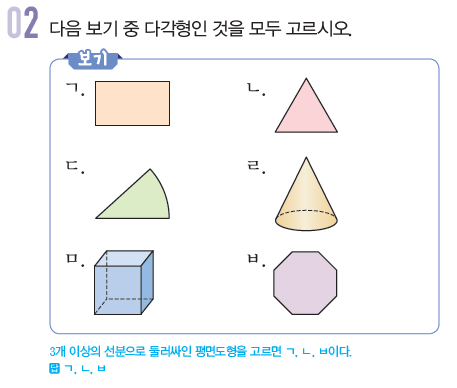 02 다음 보기 중 다각형인 것을 모두 고르시오.
보기
ㄱ. ㄴ.
ㄷ. ㄹ.
ㅁ. ㅂ.
3개 이상의 선분으로 둘러싸인 평면도형을 고르면 ㄱ, ㄴ, ㅂ이다.
답 ㄱ, ㄴ, ㅂ